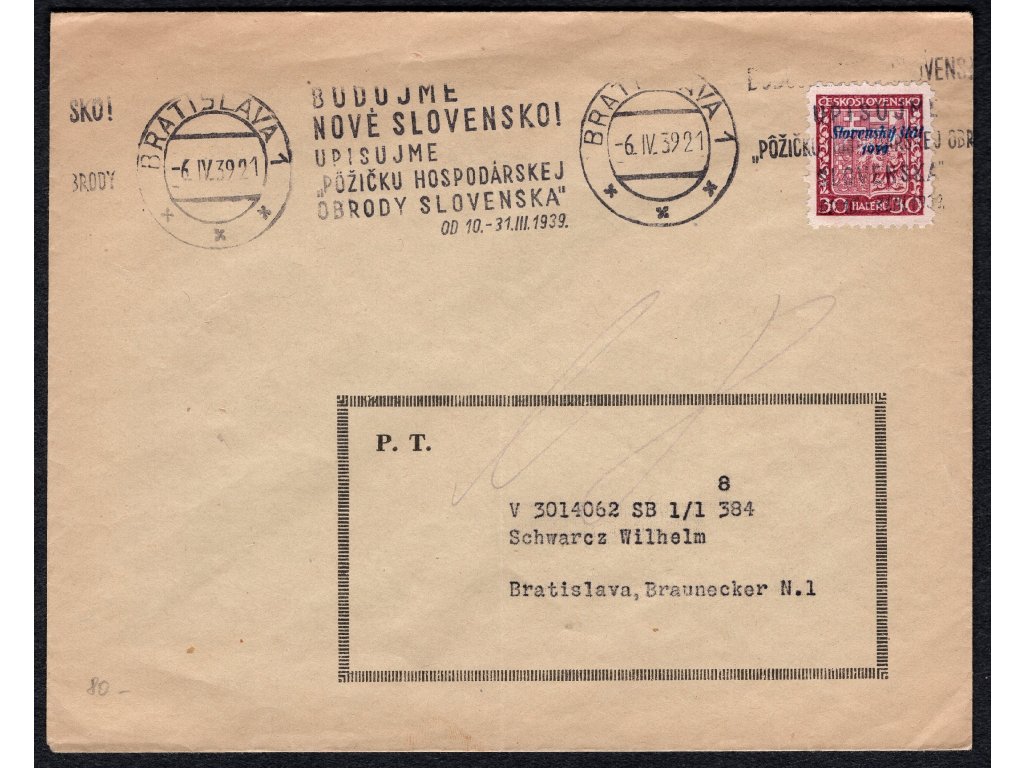 SKO!
BRODY
BRATISLAVA 1
-6.IV.39 21
BUDUJME
NOVÉ SLOVENSKO!
UPISUJME
"PÔŽIČKU HOSPODÁRSKEJ
OBRODY SLOVENSKA"
OD 10.-31.III.1939.
BRATISLAVA 1
-6.IV.39 21
ČESKOSLOVENSKO
Slovenský štát
1939
30 HALÉŘŮ 30
UPISUJME
"PÔŽIČKU
SLOVENSKA"
P. T.
8
V 3014062 SB 1/1 384
Schwarcz Wilhelm
Bratislava, Braunecker N.1
80 -